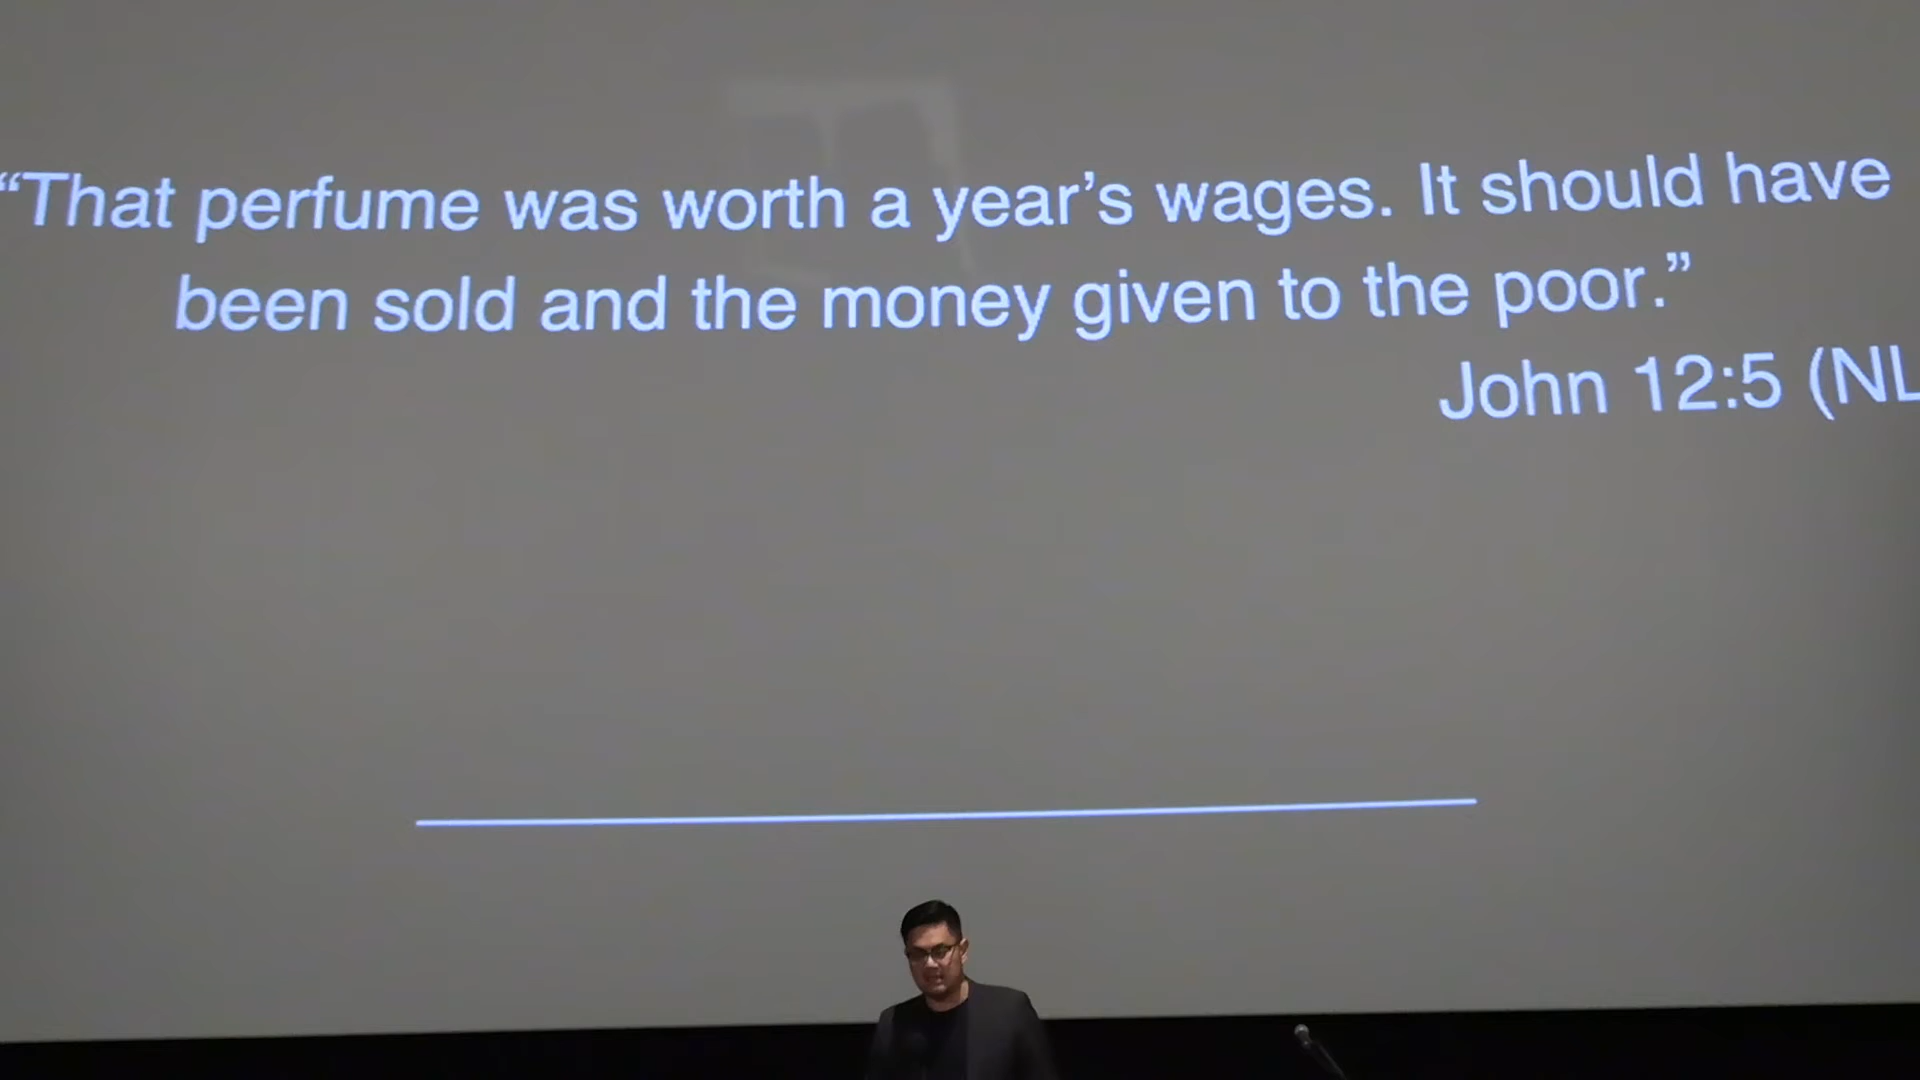 “That perfume was worth a year’s wages. It should have
been sold and the money given to the poor.”
John 12:5 (NL